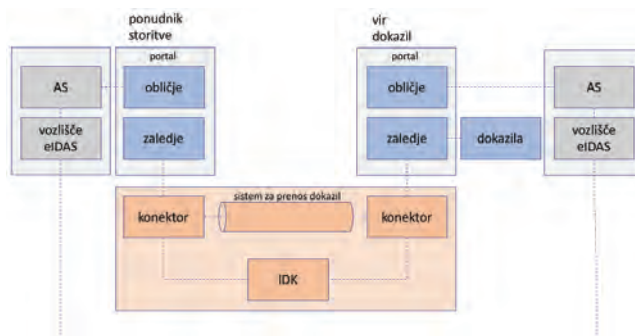 ponudnik
storitve
vir
dokazil
portal
portal
AS
obličje
obličje
AS
vozlišče
eIDAS
zaledje
zaledje
dokazila
vozlišče
eIDAS
sistem za prenos dokazil
konektor
konektor
IDK